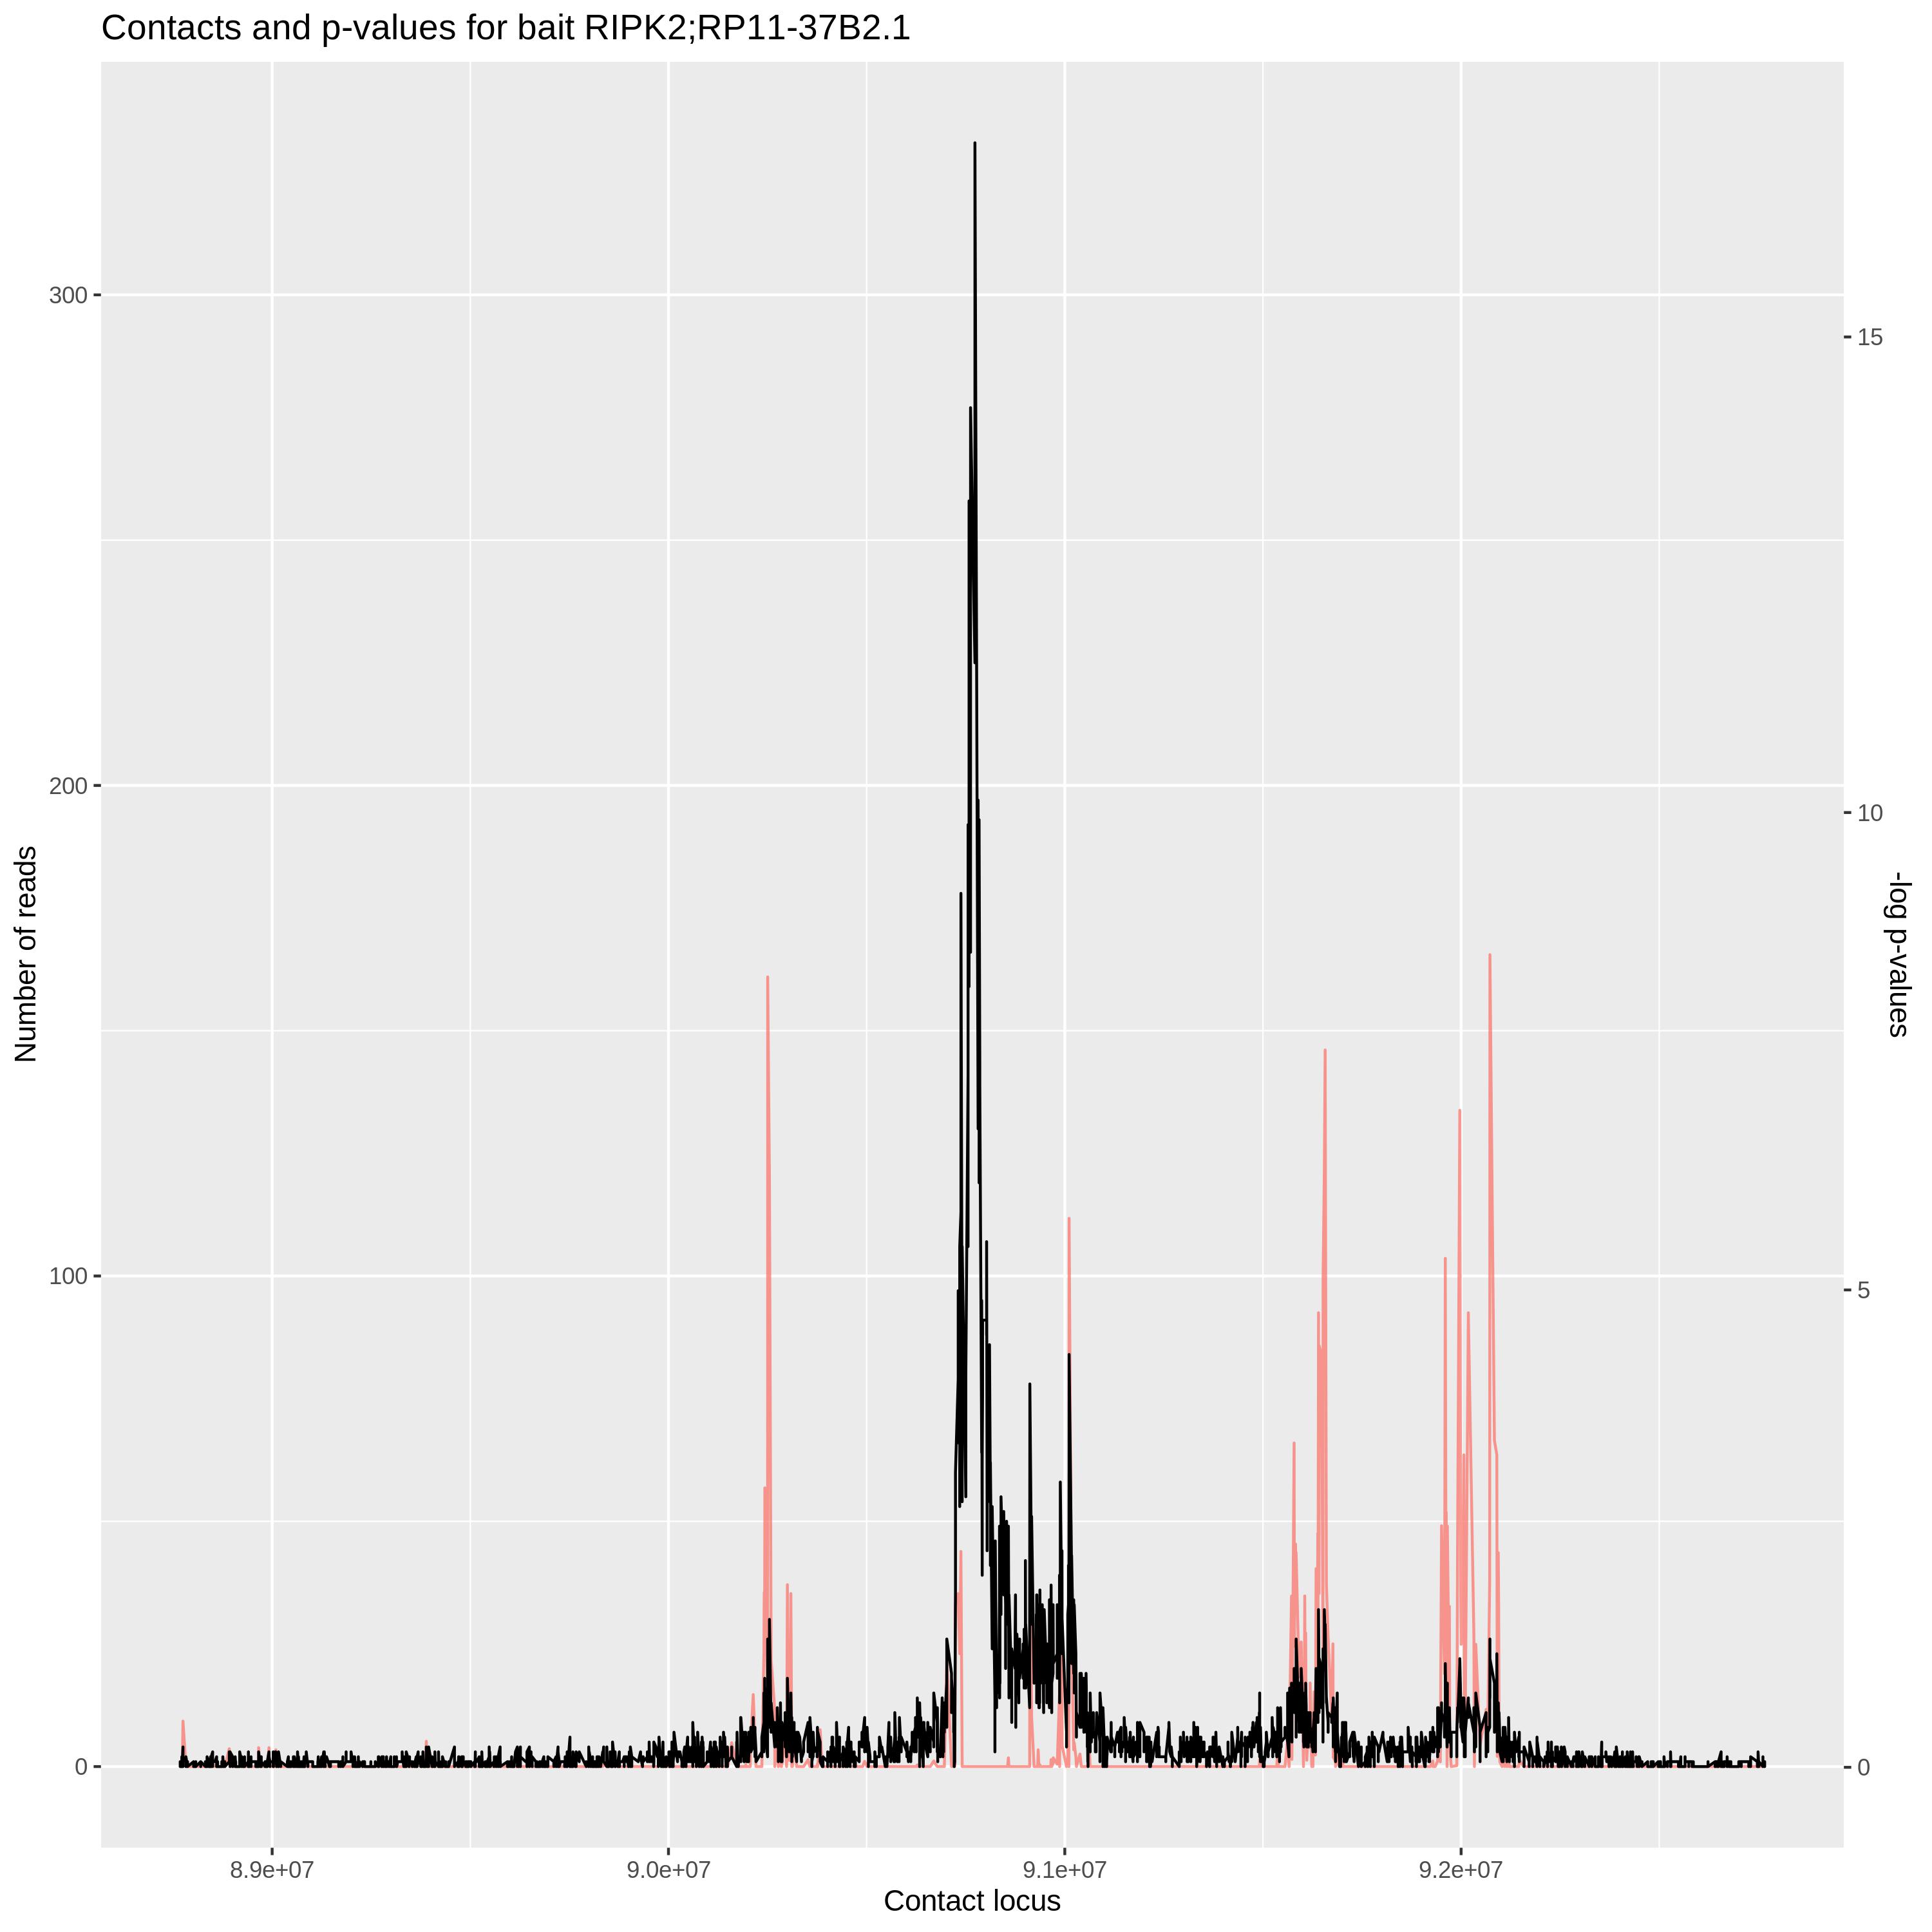 Contacts and p-values for bait RIPK2;RP11-37B2.1
Number of reads
300
200
100
0
15
10
5
0
-log p-values
8.9e+07
9.0e+07
9.1e+07
9.2e+07
Contact locus